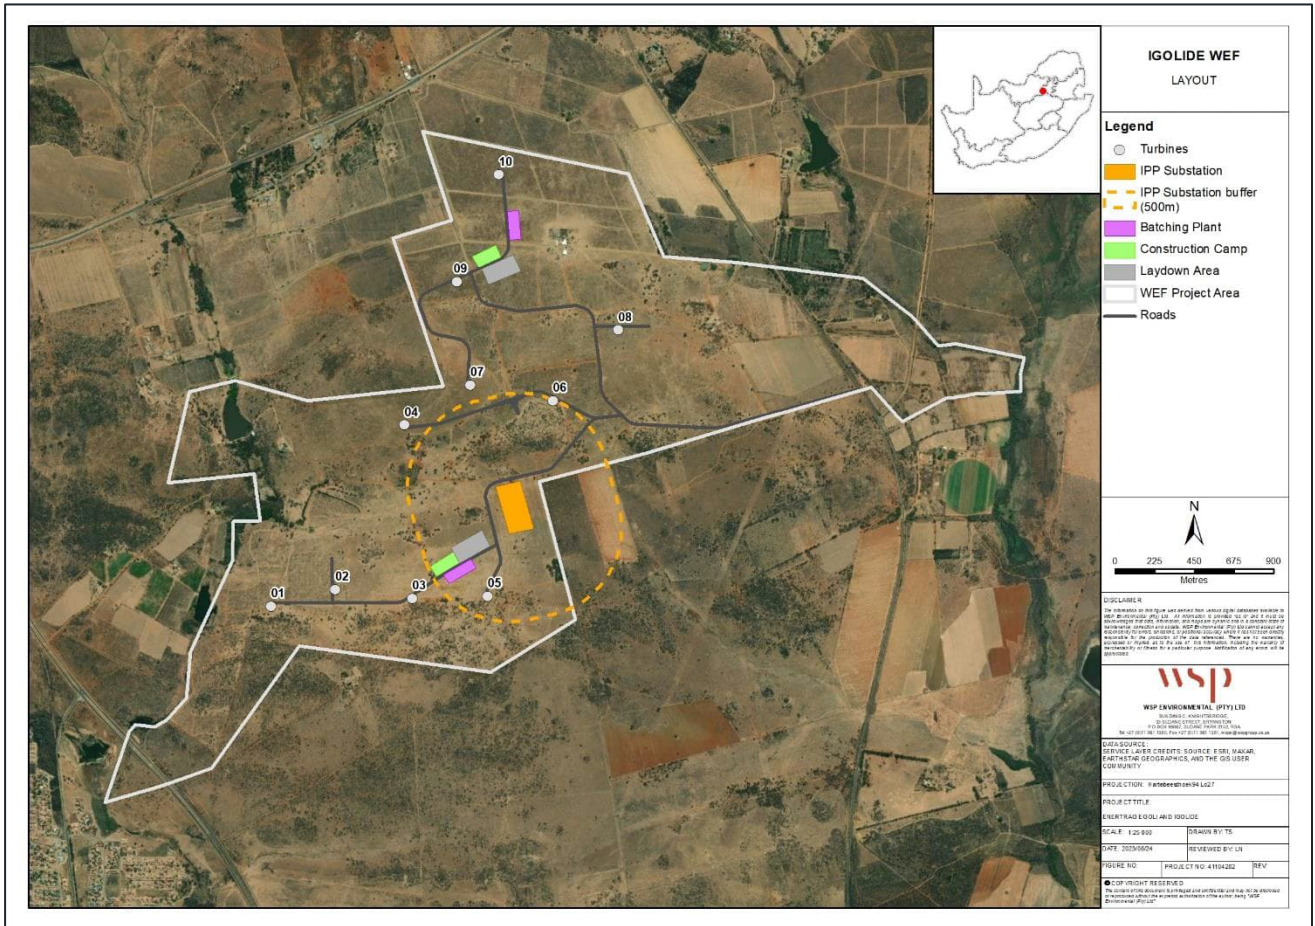 IGOLIDE WEF
LAYOUT
Legend
Turbines
IPP Substation
IPP Substation buffer
(500m)
Batching Plant
Construction Camp
Laydown Area
WEF Project Area
Roads
10
09
08
07
06
04
02
01
03
05
N
0 225 450 675 900
Metres
DISCLAIMER:
wsp
WSP ENVIRONMENTAL (PTY) LTD
DATA SOURCE:
SERVICE LAYER CREDITS: SOURCE: ESRI, MAXAR,
EARTHSTAR GEOGRAPHICS, AND THE GIS USER
COMMUNITY
PROJECTION: Hartebeesthoek94 Lo27
PROJECT TITLE
ENERTRAG EGOLI AND IGOLIDE
SCALE: 1:25 000 DRAWN BY: TS
DATE: 2023/08/24 REVIEWED BY: LN
FIGURE NO: PROJECT NO: 41104282 REV:
COPYRIGHT RESERVED